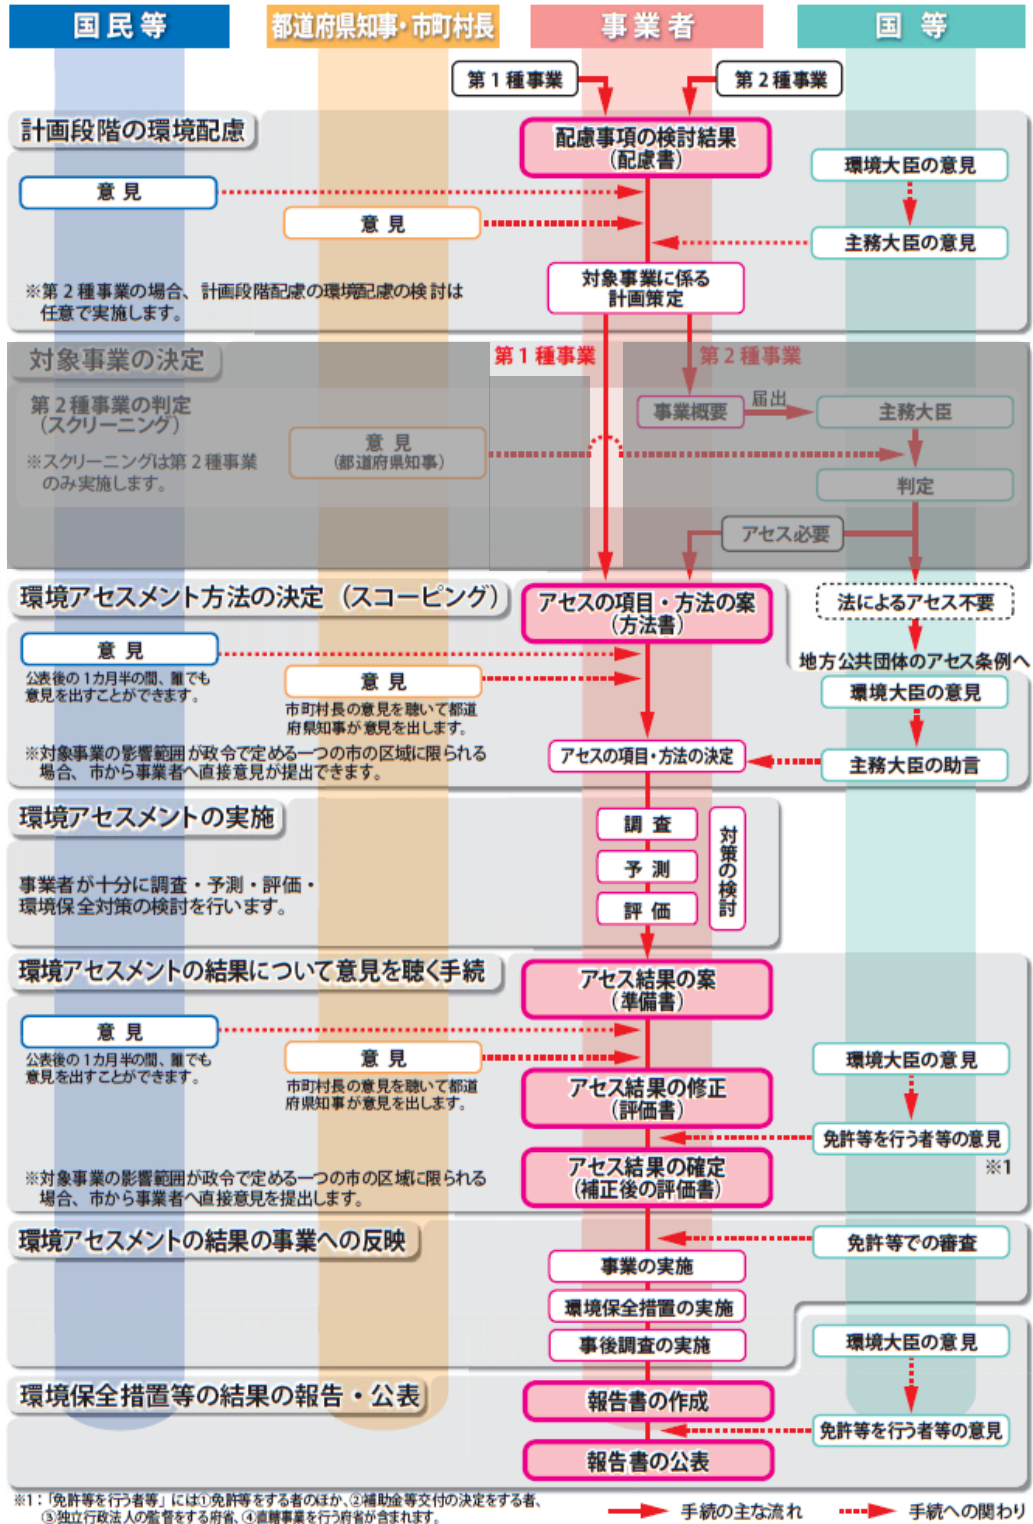 国民等
都道府県知事・市町村長
事業者
国 等
第１種事業
第２種事業
計画段階の環境配慮
配慮事項の検討結果
（配慮書）
環境大臣の意見
意 見
意 見
主務大臣の意見
対象事業に係る
計画策定
※第２種事業の場合、計画段階配慮の環境配慮の検討は
任意で実施します。
対象事業の決定
第１種事業
第２種事業
第２種事業の判定
（スクリーニング）
事業概要
届出
主務大臣
意 見
（都道府県知事）
※スクリーニングは第２種事業
のみ実施します。
判定
アセス必要
環境アセスメント方法の決定（スコーピング）
アセスの項目・方法の案
（方法書）
法によるアセス不要
意 見
公表後の１カ月半の間、誰でも
意見を出すことができます。
地方公共団体のアセス条例へ
意 見
市町村長の意見を聴いて都道
府県知事が意見を出します。
環境大臣の意見
※対象事業の影響範囲が政令で定める一つの市の区域に限られる
場合、市から事業者へ直接意見が提出できます。
アセスの項目・方法の決定
主務大臣の助言
環境アセスメントの実施
調 査
予 測
評 価
対策の検討
事業者が十分に調査・予測・評価・
環境保全対策の検討を行います。
環境アセスメントの結果について意見を聴く手続
アセス結果の案
（準備書）
意 見
公表後の１カ月半の間、誰でも
意見を出すことができます。
意 見
市町村長の意見を聴いて都道
府県知事が意見を出します。
環境大臣の意見
アセス結果の修正
（評価書）
免許等を行う者等の意見
※1
アセス結果の確定
（補正後の評価書）
※対象事業の影響範囲が政令で定める一つの市の区域に限られる
場合、市から事業者へ直接意見を提出します。
環境アセスメントの結果の事業への反映
免許等での審査
事業の実施
環境保全措置の実施
事後調査の実施
環境大臣の意見
環境保全措置等の結果の報告・公表
報告書の作成
免許等を行う者等の意見
報告書の公表
※1：「免許等を行う者等」には①免許等をする者のほか、②補助金等交付の決定をする者、
③独立行政法人の監督をする府省、④直轄事業を行う府省が含まれます。
手続の主な流れ
手続への関わり